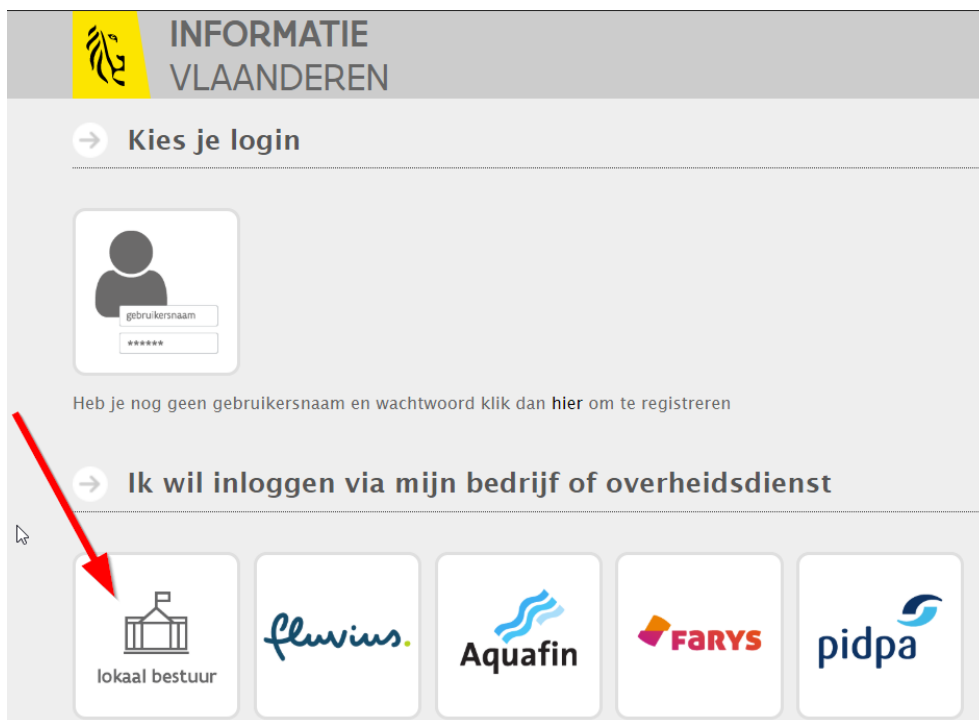 INFORMATIE
VLAANDEREN
Kies je login
gebruikersnaam
******
Heb je nog geen gebruikersnaam en wachtwoord klik dan hier om te registreren
Ik wil inloggen via mijn bedrijf of overheidsdienst
lokaal bestuur
fluvius.
Aquafin
FARYS
pidpa